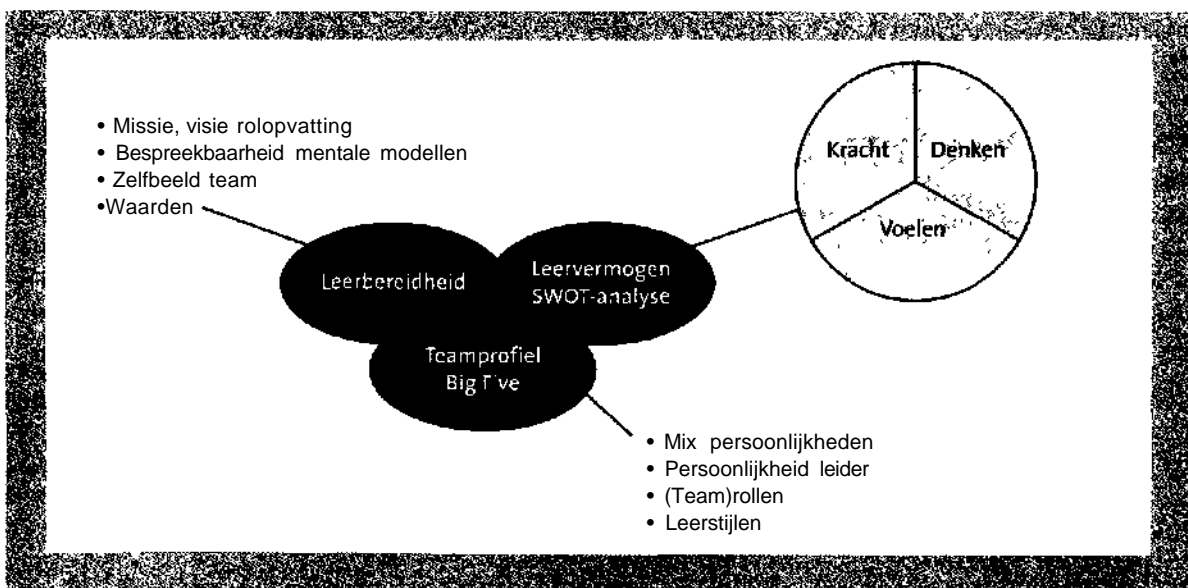 • Missie, visie rolopvatting
• Bespreekbaarheid mentale modellen
• Zelfbeeld team
•Waarden
Kracht
Denken
Voelen
Leerbereidheid
Leervermogen
SWOT-analyse
Teamprofiel
Big Five
• Mix persoonlijkheden
• Persoonlijkheid leider
• (Team)rollen
• Leerstijlen